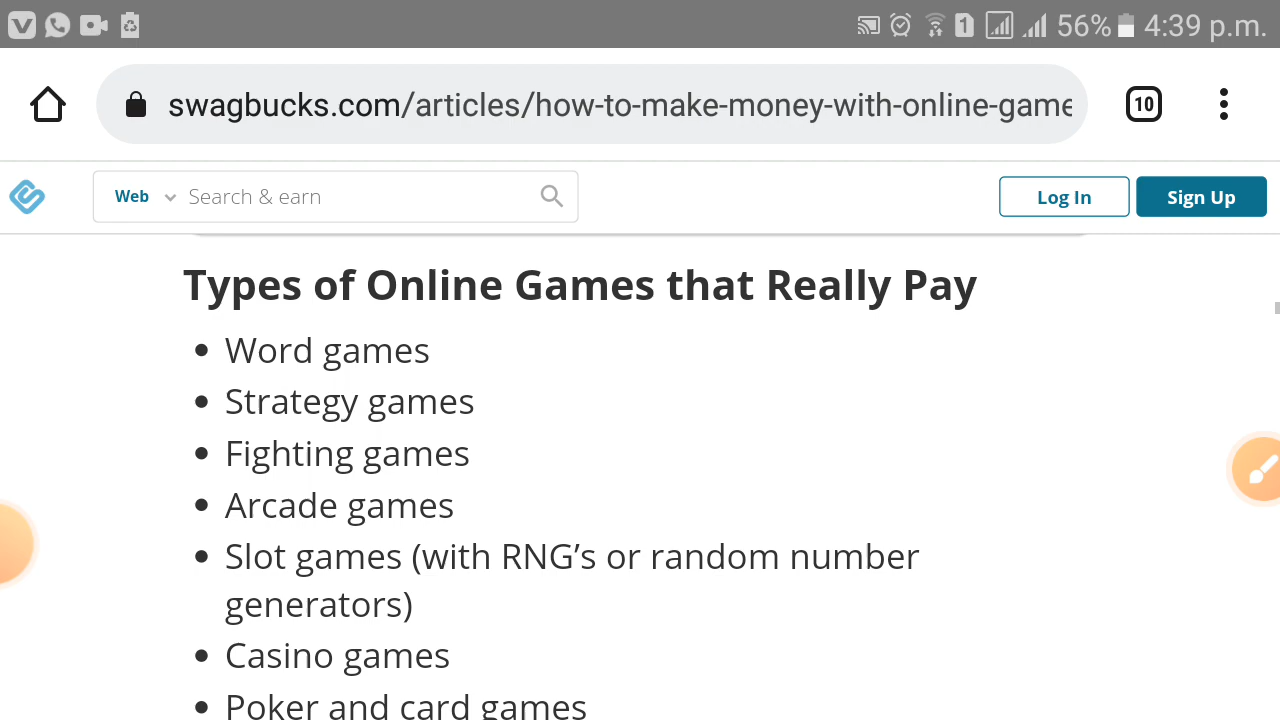 1 56% 4:39 p.m.
swagbucks.com/articles/how-to-make-money-with-online-game
10
Web Search & earn Log In Sign Up
Types of Online Games that Really Pay
• Word games
• Strategy games
• Fighting games
• Arcade games
• Slot games (with RNG’s or random number
generators)
• Casino games
• Poker and card games